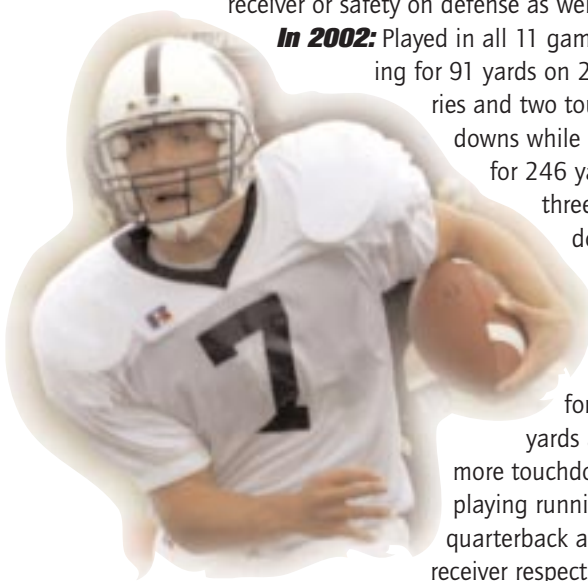 receiver or safety on defense as wel
In 2002: Played in all 11 gam
ing for 91 yards on 2
ries and two tou
downs while
for 246 ya
three
de
7
for
yards
more touchdo
playing runni
quarterback a
receiver respect